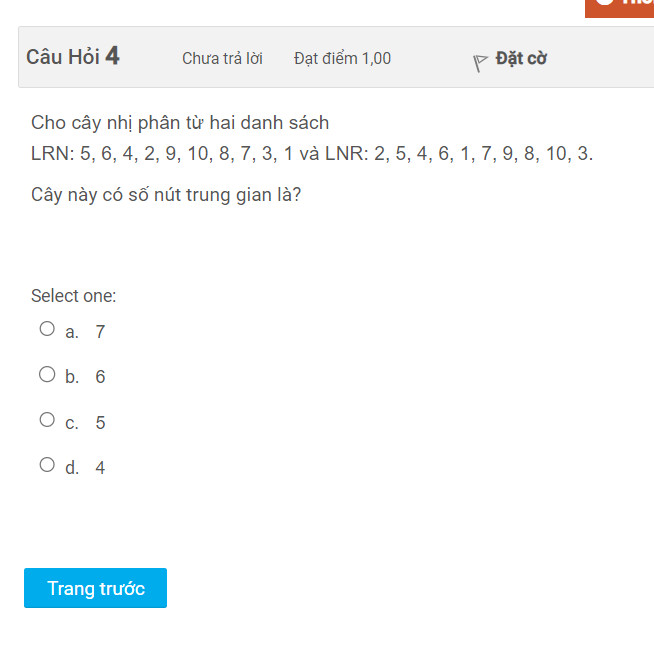 Câu Hỏi 4 Chưa trả lời Đạt điểm 1,00 Đặt cờ
Cho cây nhị phân từ hai danh sách
LRN: 5, 6, 4, 2, 9, 10, 8, 7, 3, 1 và LNR: 2, 5, 4, 6, 1, 7, 9, 8, 10, 3.
Cây này có số nút trung gian là?
Select one:
a. 7
b. 6
c. 5
d. 4
Trang trước